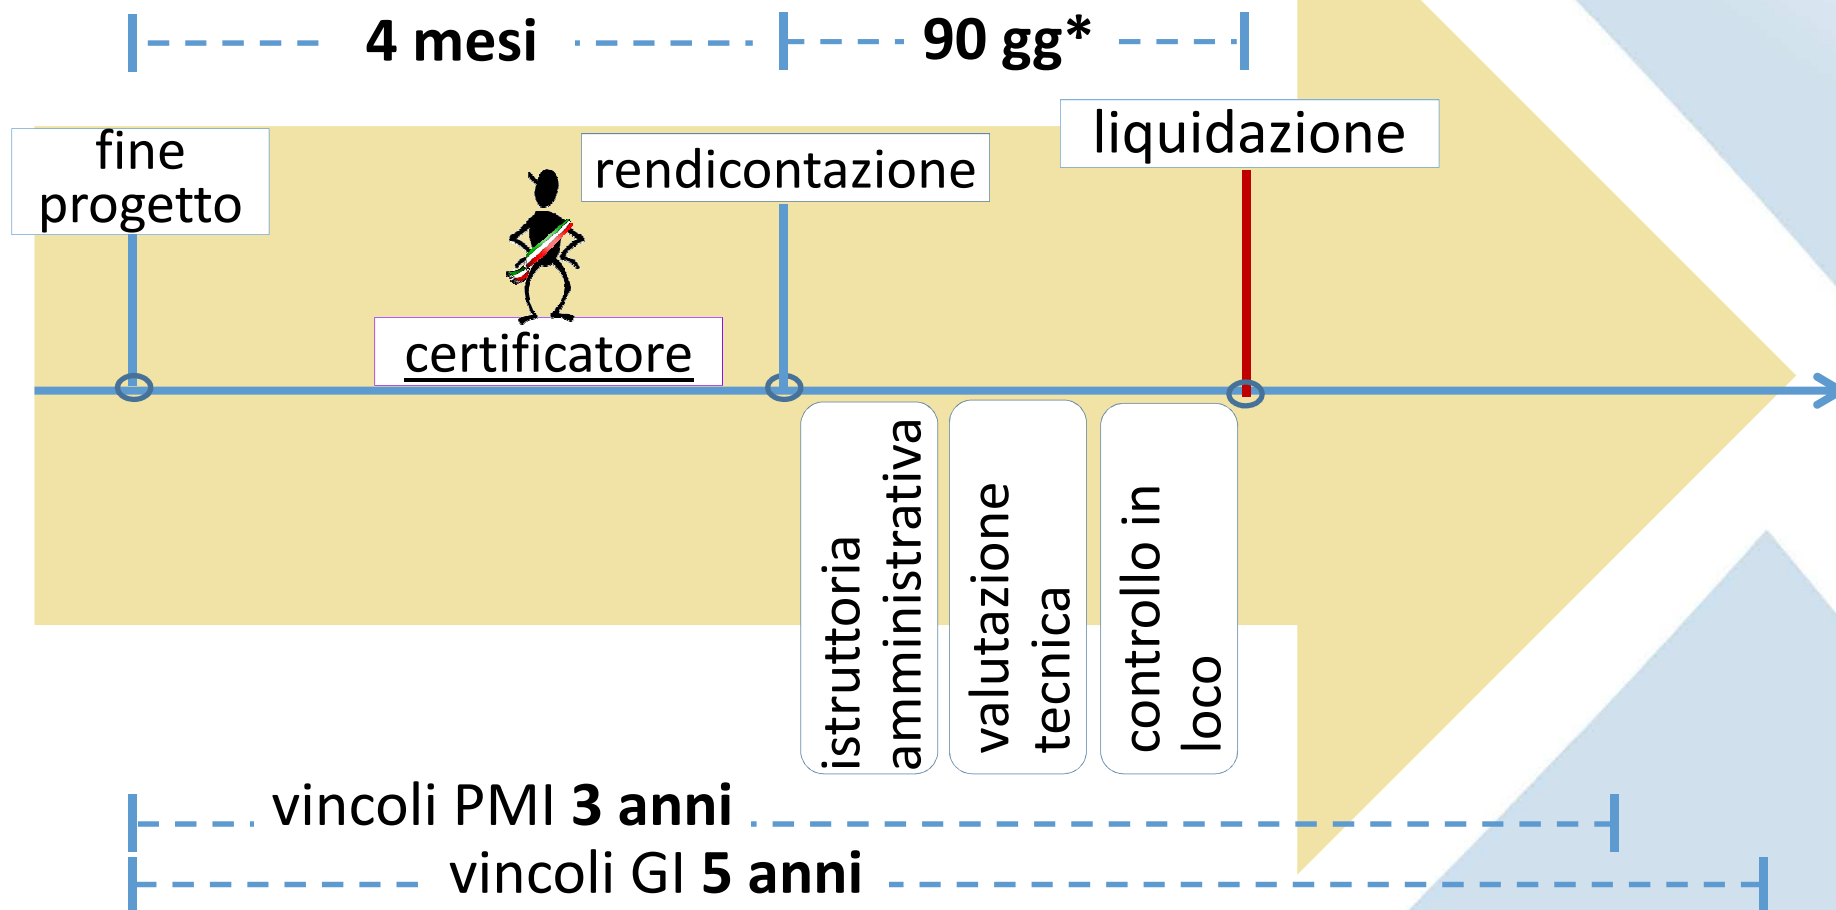 4 mesi
90 gg*
fine
progetto
rendicontazione
liquidazione
certificatore
istruttoria
amministrativa
valutazione
tecnica
controllo in
loco
vincoli PMI 3 anni
vincoli GI 5 anni